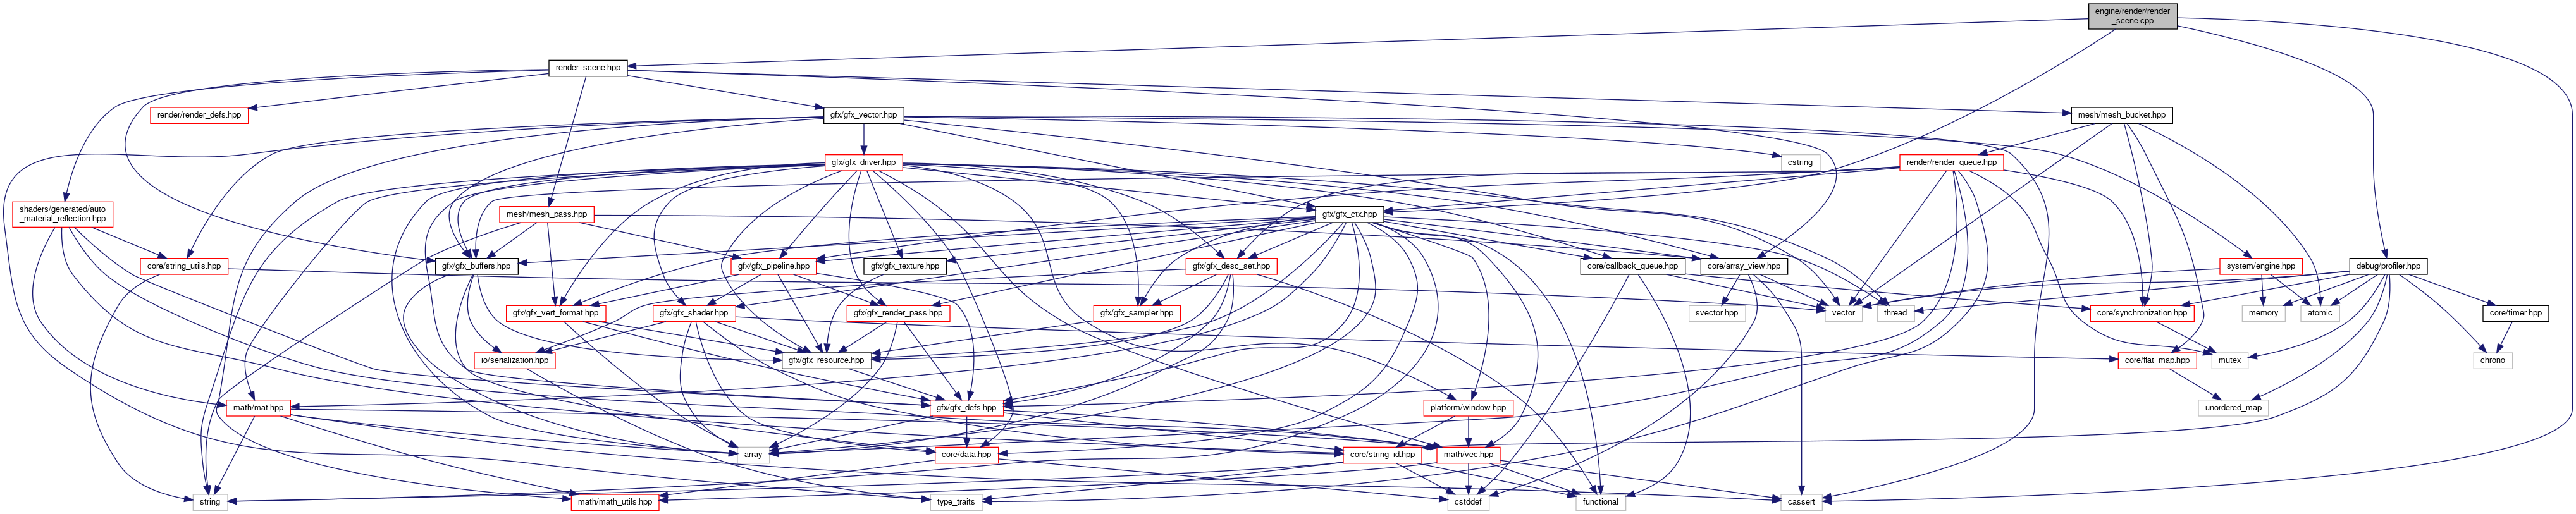 engine/render/render
_scene.cpp
render_scene.hpp
render/render_defs.hpp
gfx/gfx_vector.hpp
mesh/mesh_bucket.hpp
gfx/gfx_driver.hpp
cstring
render/render_queue.hpp
shaders/generated/auto
_material_reflection.hpp
mesh/mesh_pass.hpp
gfx/gfx_ctx.hpp
core/string_utils.hpp
gfx/gfx_buffers.hpp
gfx/gfx_pipeline.hpp
gfx/gfx_texture.hpp
gfx/gfx_desc_set.hpp
core/callback_queue.hpp
core/array_view.hpp
system/engine.hpp
debug/profiler.hpp
gfx/gfx_vert_format.hpp
gfx/gfx_shader.hpp
gfx/gfx_render_pass.hpp
gfx/gfx_sampler.hpp
svector.hpp
vector
thread
core/synchronization.hpp
memory
atomic
core/timer.hpp
io/serialization.hpp
gfx/gfx_resource.hpp
core/flat_map.hpp
mutex
chrono
math/mat.hpp
gfx/gfx_defs.hpp
platform/window.hpp
unordered_map
array
core/data.hpp
core/string_id.hpp
math/vec.hpp
string
math/math_utils.hpp
type_traits
cstddef
functional
cassert